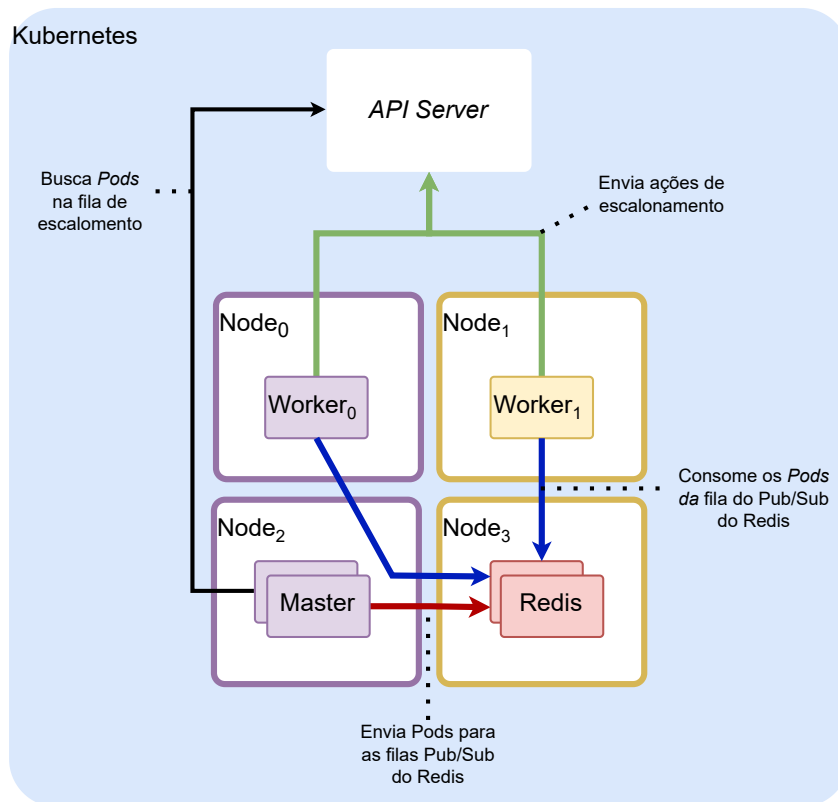 Kubernetes
API Server
Busca Pods
na fila de
escalomento
Envia ações de
escalonamento
Node0
Node1
Worker0
Worker1
Consome os Pods
da fila do Pub/Sub
do Redis
Node2
Node3
Master
Redis
Envia Pods para
as filas Pub/Sub
do Redis